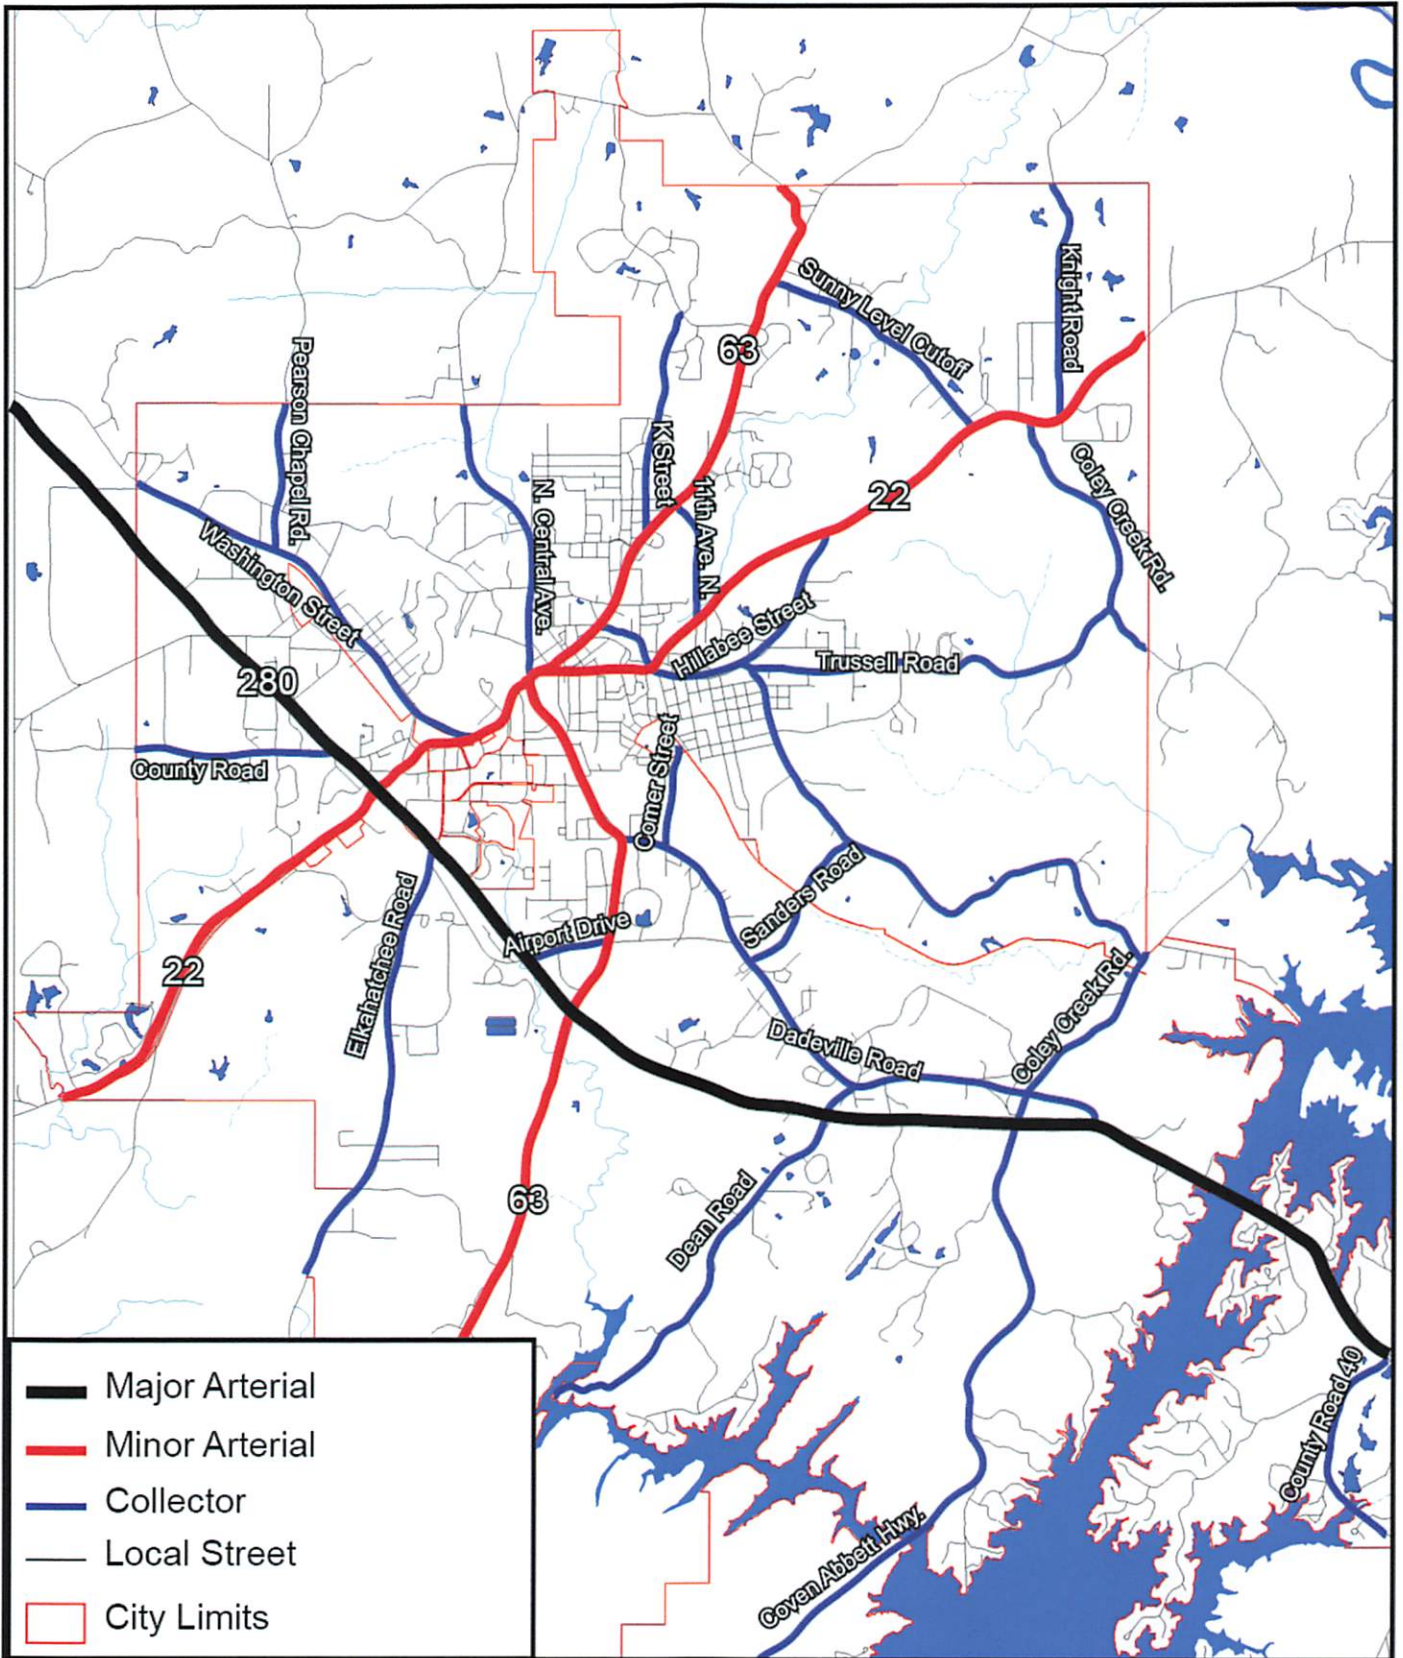 Sunny Level Cutoff
Knight Road
63
Pearson Chapel Rd.
K Street
11th Ave. N.
N. Central Ave.
22
Coley Creek Rd.
Washington Street
Hillabee Street
Trussell Road
280
County Road
Comer Street
Sanders Road
Airport Drive
Elkahatchee Road
22
Coley Creek Rd.
Dadeville Road
63
Dean Road
County Road 40
Coven Abbett Hwy.
Major Arterial
Minor Arterial
Collector
Local Street
City Limits